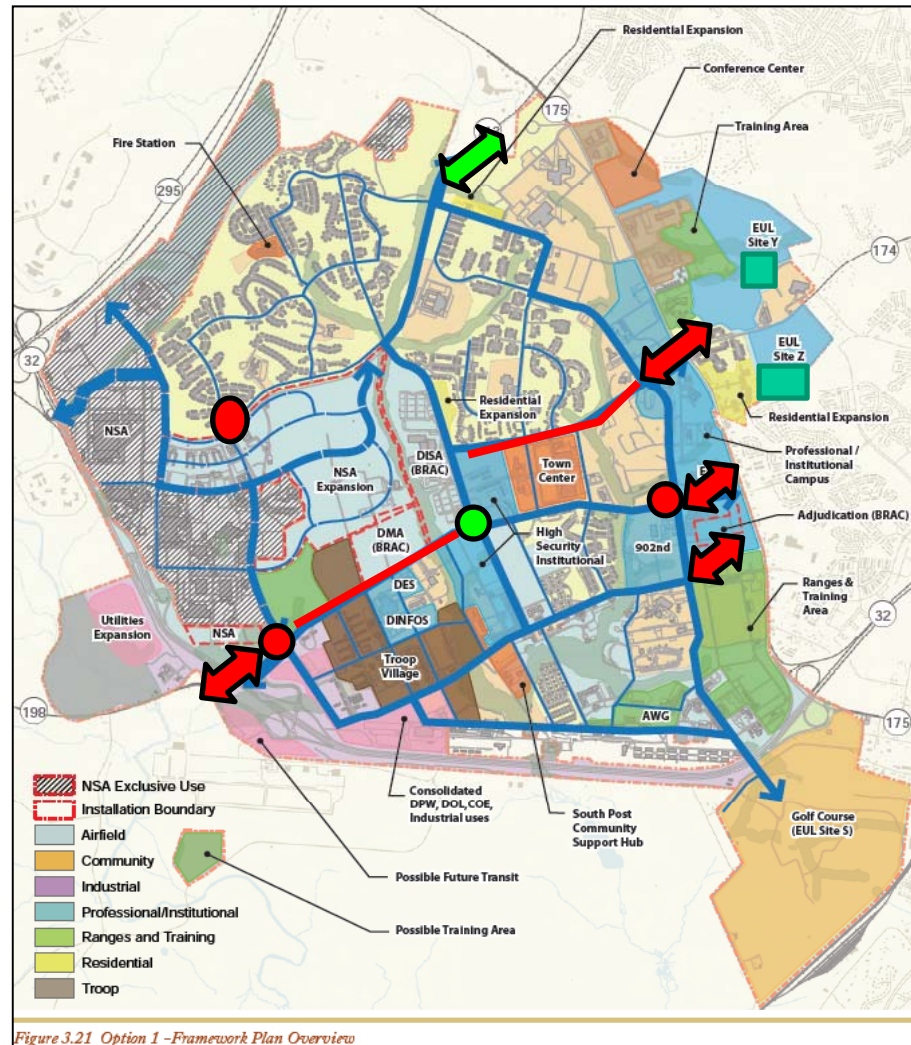 Residential Expansion
Conference Center
175
Training Area
Fire Station
295
EUL
Site Y
174
EUL
Site Z
32
NSA
Residential
Expansion
Residential Expansion
DISA
(BRAC)
Town
Center
Professional /
Institutional
Campus
NSA
Expansion
Adjudication (BRAC)
DMA
(BRAC)
High
Security
Institutional
902nd
DES
Ranges &
Training
Area
DINFOS
Utilities
Expansion
NSA
32
Troop
Village
198
AWG
175
NSA Exclusive Use
Installation Boundary
Airfield
Community
Industrial
Professional/Institutional
Ranges and Training
Residential
Troop
Consolidated
DPW, DOL,COE,
Industrial uses
South Post
Community
Support Hub
Golf Course
(EUL Site S)
Possible Future Transit
Possible Training Area
Figure 3.21 Option 1 –Framework Plan Overview